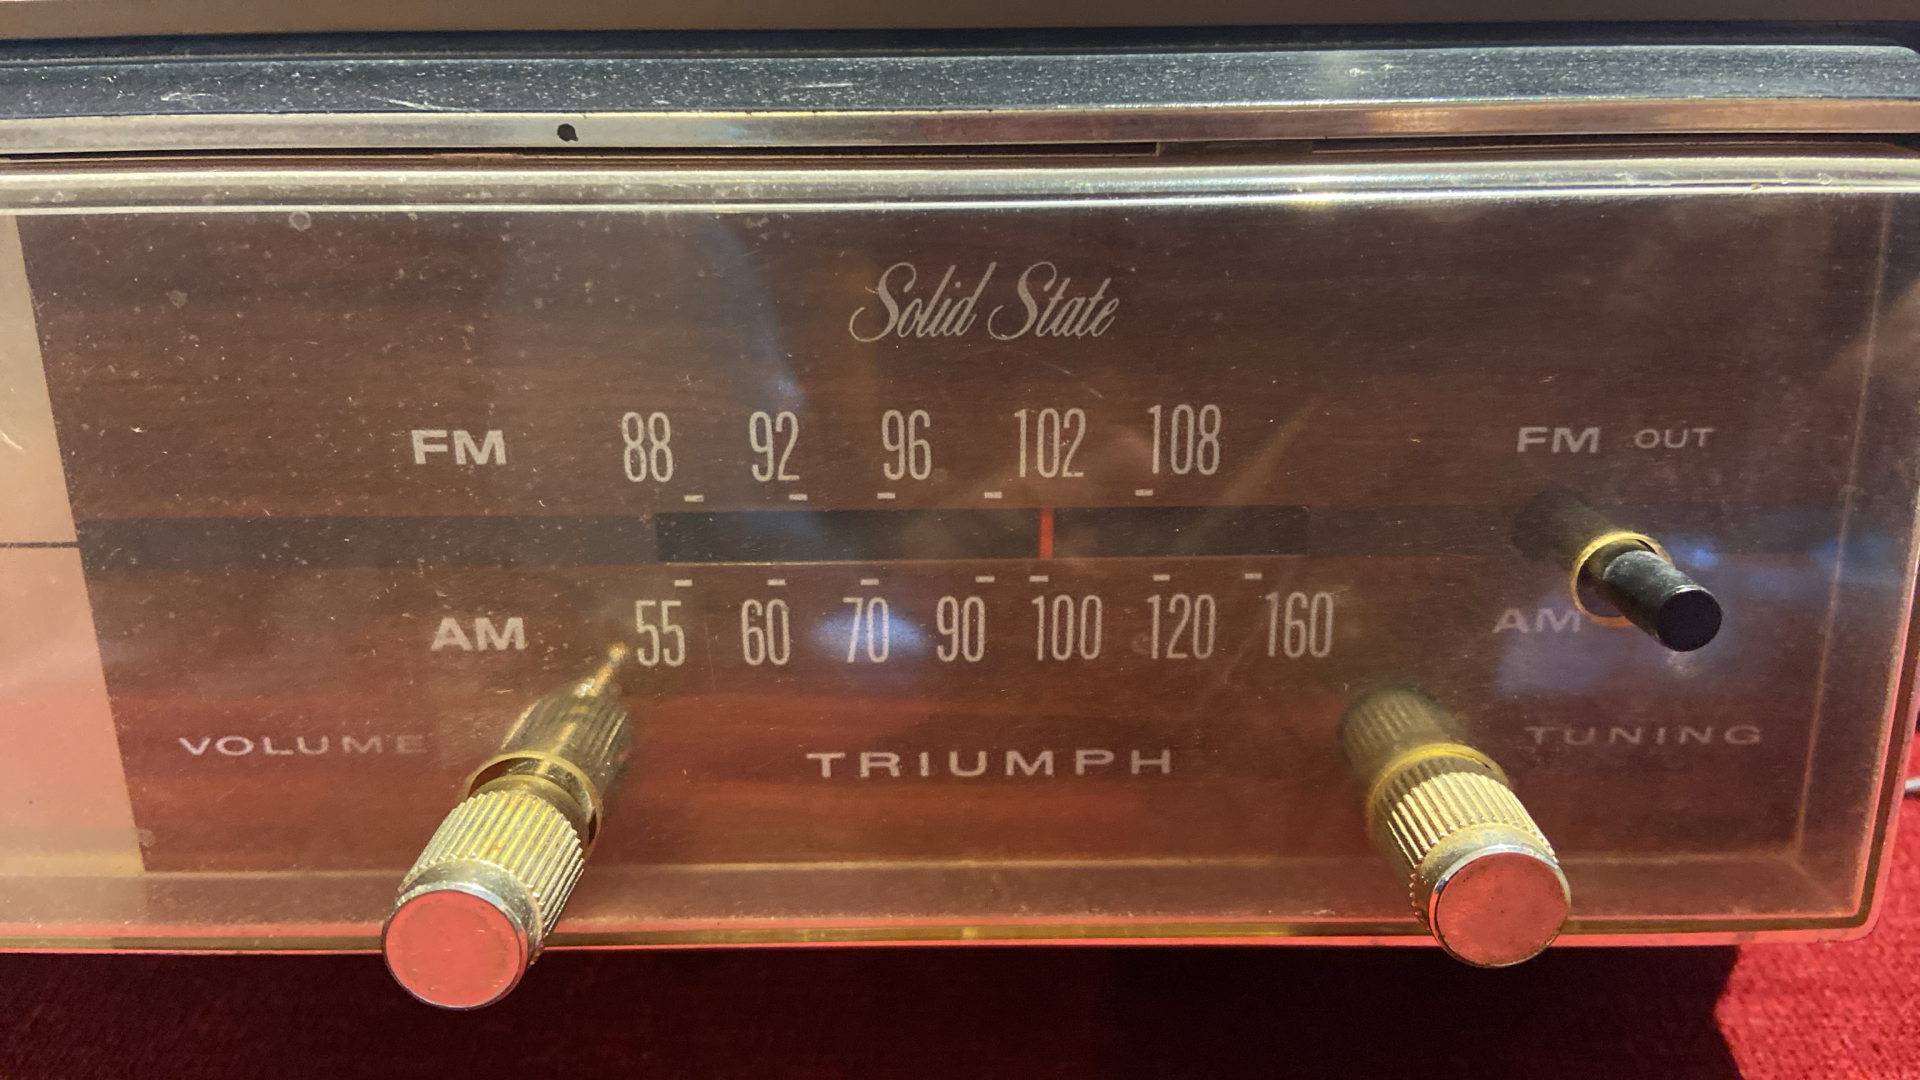 Solid State
FM 88 92 96 102 108 FM OUT
AM 55 60 70 90 100 120 160 AM
VOLUME TRIUMPH TUNING